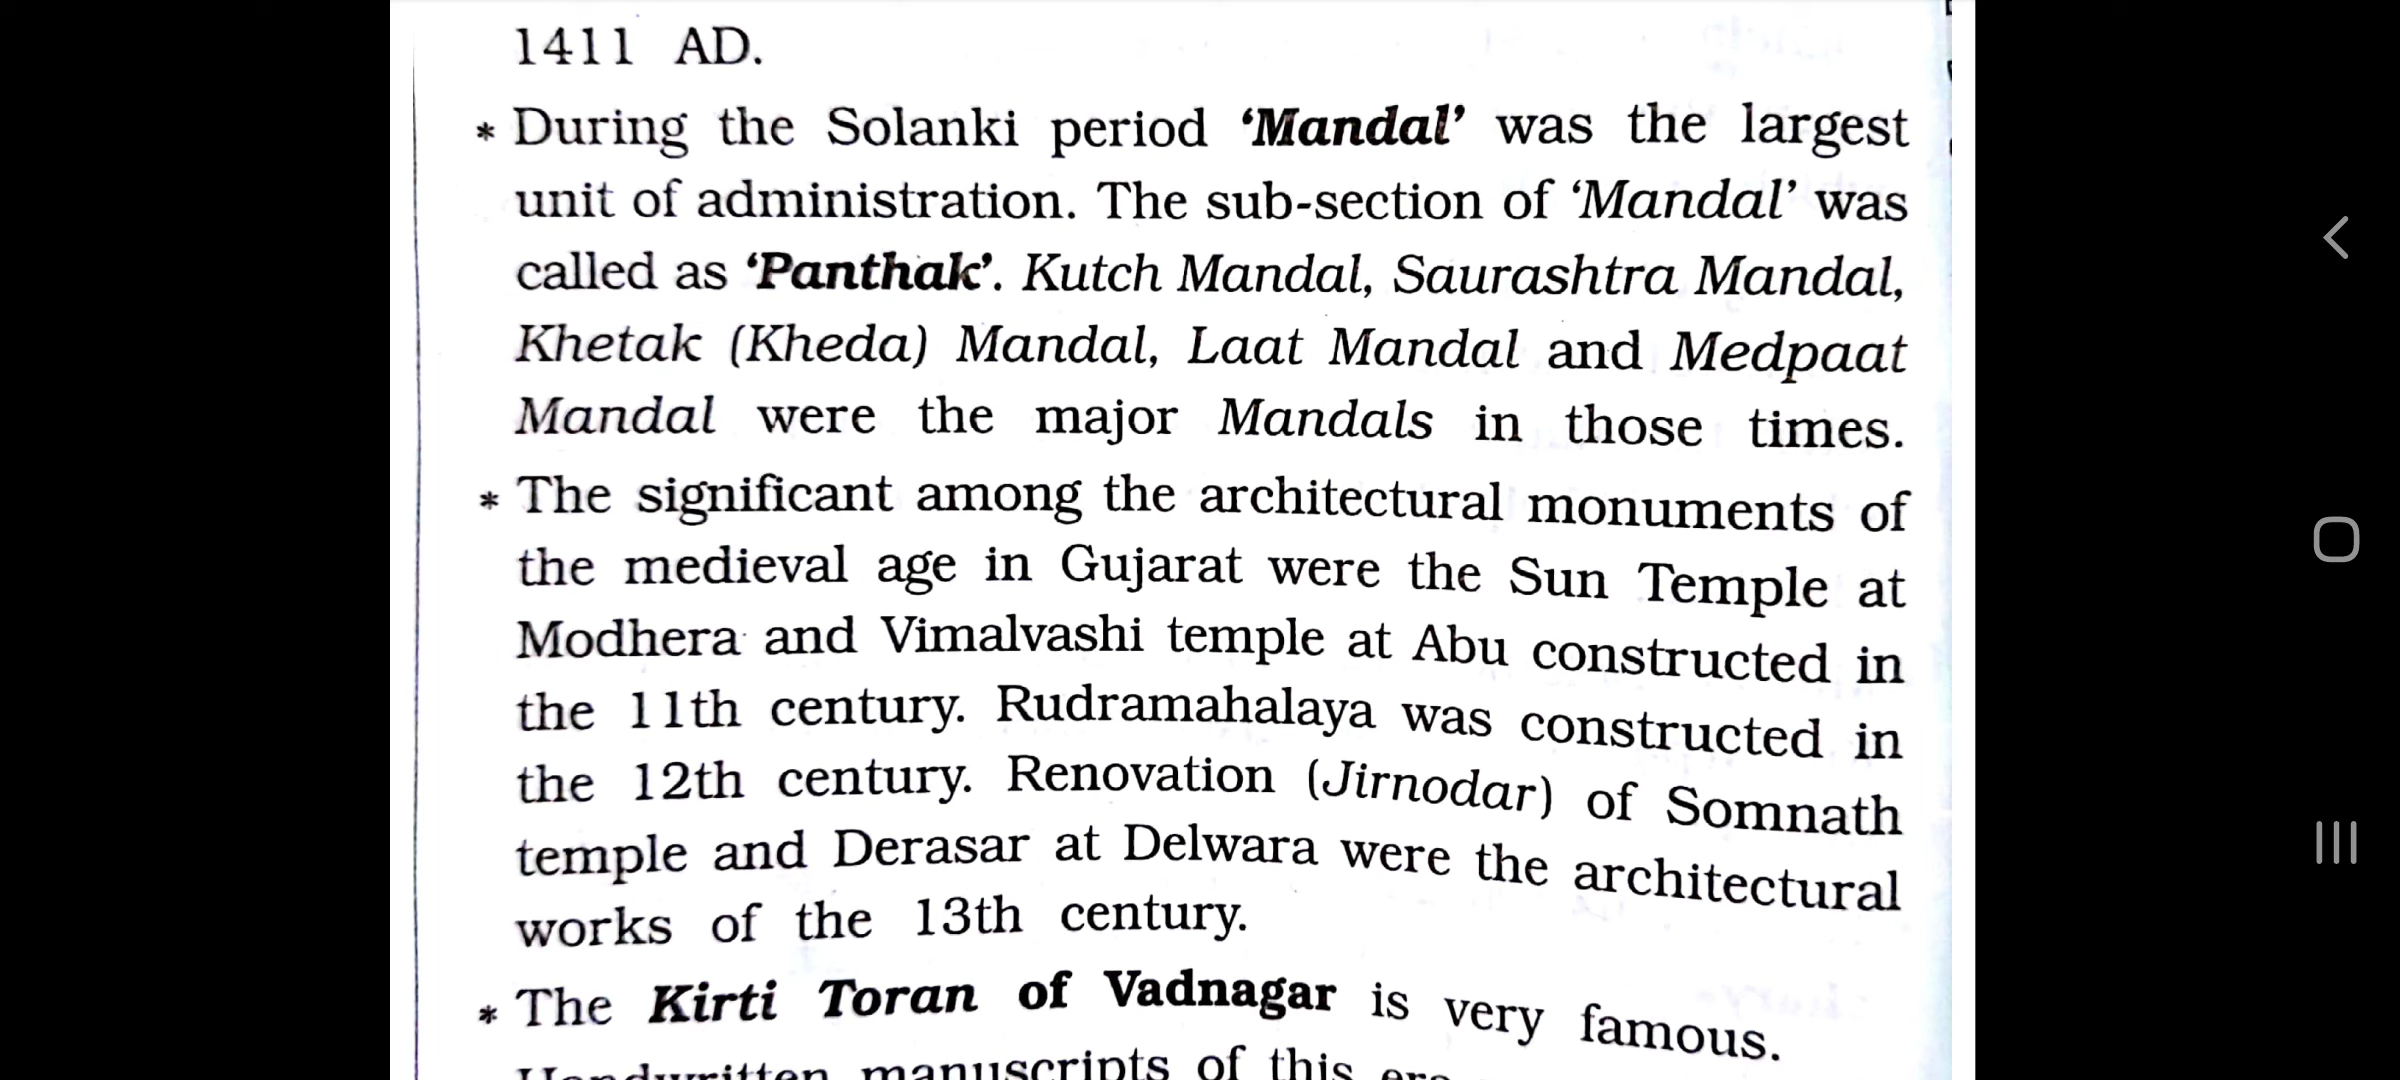 1411 AD.
* During the Solanki period ‘Mandal’ was the largest
unit of administration. The sub-section of ‘Mandal’ was
called as ‘Panthak’. Kutch Mandal, Saurashtra Mandal,
Khetak (Kheda) Mandal, Laat Mandal and Medpaat
Mandal were the major Mandals in those times.
* The significant among the architectural monuments of
the medieval age in Gujarat were the Sun Temple at
Modhera and Vimalvashi temple at Abu constructed in
the 11th century. Rudramahalaya was constructed in
the 12th century. Renovation (Jirnodar) of Somnath
temple and Derasar at Delwara were the architectural
works of the 13th century.
* The Kirti Toran of Vadnagar is very famous.
Handwritten manuscripts of this era